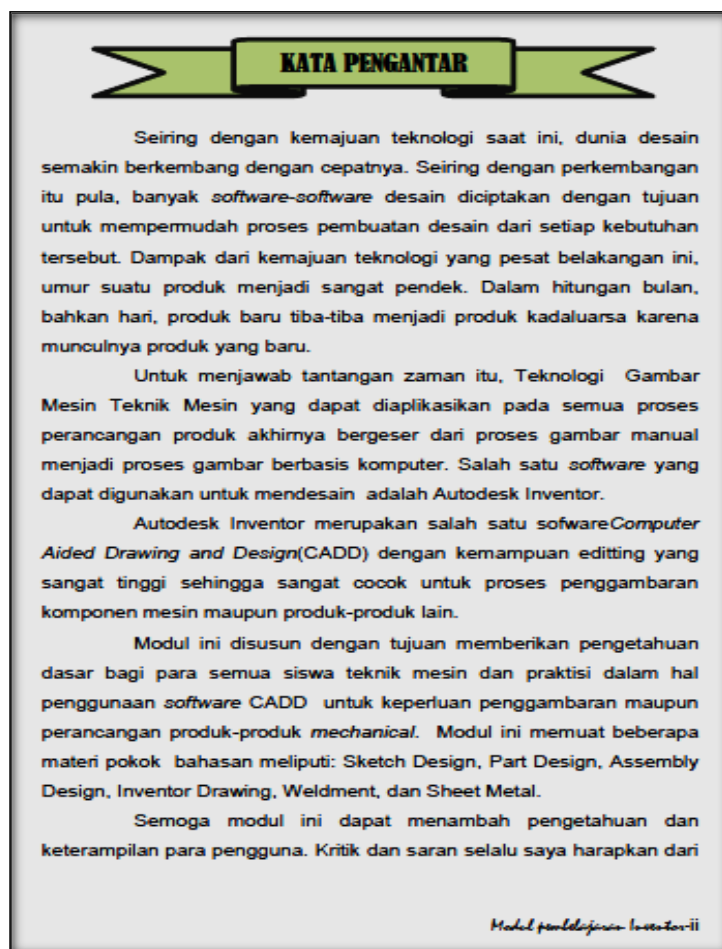 KATA PENGANTAR
Seiring dengan kemajuan teknologi saat ini, dunia desain
semakin berkembang dengan cepatnya. Seiring dengan perkembangan
itu pula, banyak software-software desain diciptakan dengan tujuan
untuk mempermudah proses pembuatan desain dari setiap kebutuhan
tersebut. Dampak dari kemajuan teknologi yang pesat belakangan ini,
umur suatu produk menjadi sangat pendek. Dalam hitungan bulan,
bahkan hari, produk baru tiba-tiba menjadi produk kadaluarsa karena
munculnya produk yang baru.
Untuk menjawab tantangan zaman itu, Teknologi Gambar
Mesin Teknik Mesin yang dapat diaplikasikan pada semua proses
perancangan produk akhirnya bergeser dari proses gambar manual
menjadi proses gambar berbasis komputer. Salah satu software yang
dapat digunakan untuk mendesain adalah Autodesk Inventor.
Autodesk Inventor merupakan salah satu sofwareComputer
Aided Drawing and Design(CADD) dengan kemampuan editting yang
sangat tinggi sehingga sangat cocok untuk proses penggambaran
komponen mesin maupun produk-produk lain.
Modul ini disusun dengan tujuan memberikan pengetahuan
dasar bagi para semua siswa teknik mesin dan praktisi dalam hal
penggunaan software CADD untuk keperluan penggambaran maupun
perancangan produk-produk mechanical. Modul ini memuat beberapa
materi pokok bahasan meliputi: Sketch Design, Part Design, Assembly
Design, Inventor Drawing, Weldment, dan Sheet Metal.
Semoga modul ini dapat menambah pengetahuan dan
keterampilan para pengguna. Kritik dan saran selalu saya harapkan dari
Modul pembelajaran Inventor-ii